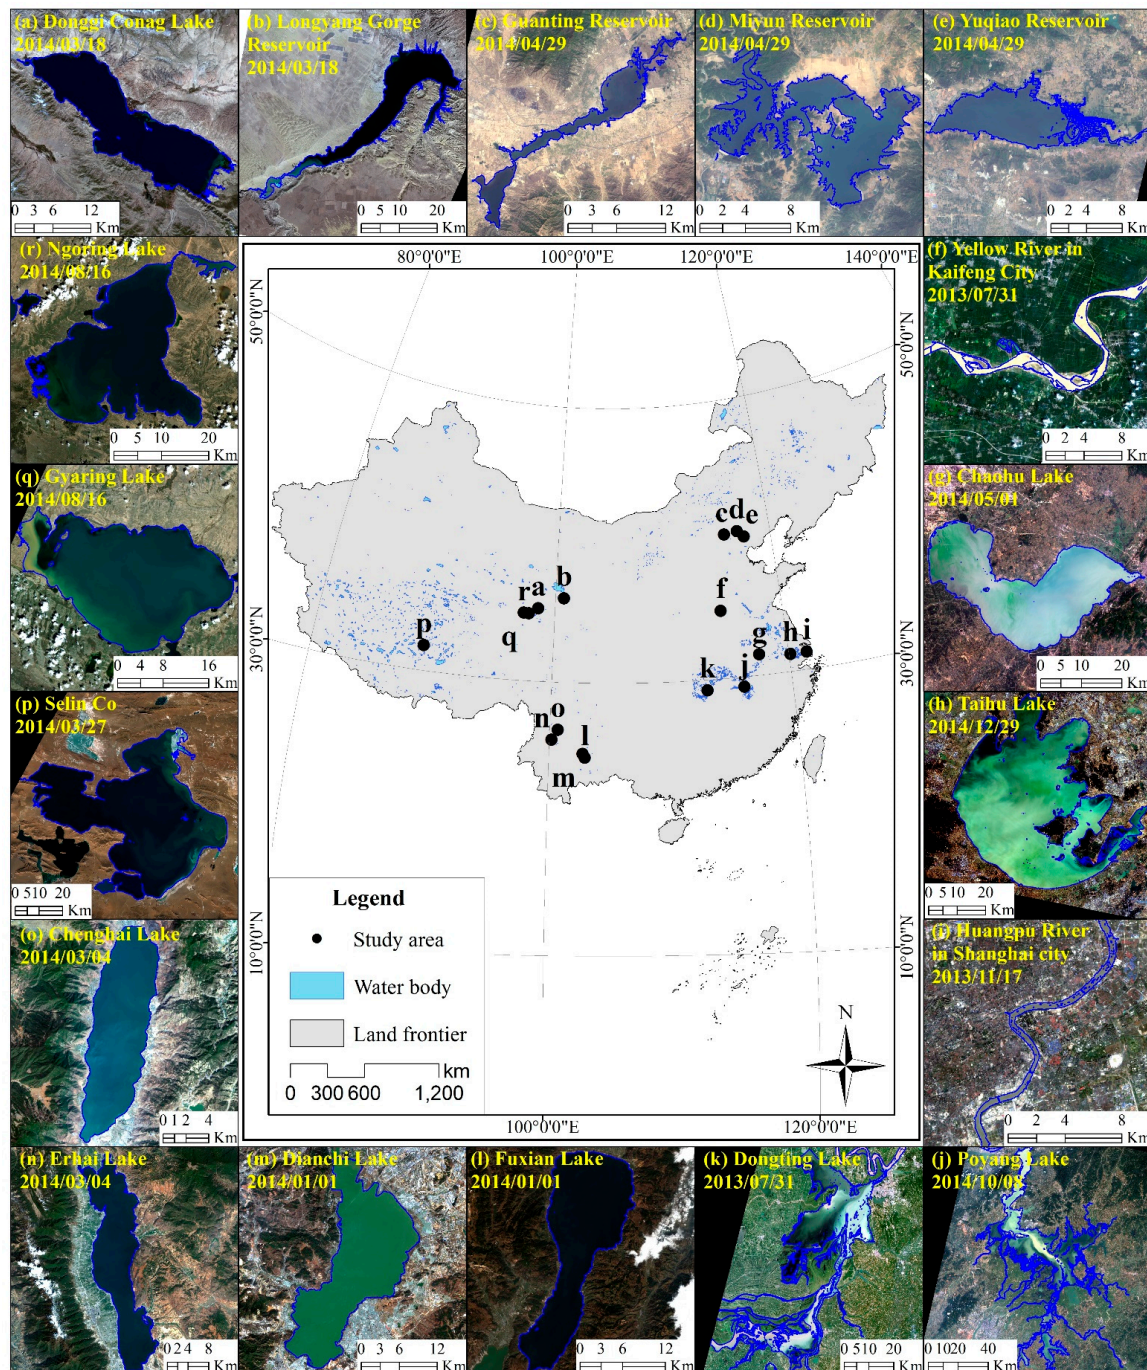 (a) Donggi Conag Lake
2014/03/18
0 3 6 12
Km
(b) Longyang Gorge
Reservoir
2014/03/18
0 5 10 20
Km
(c) Guanting Reservoir
2014/04/29
0 3 6 12
Km
(d) Miyun Reservoir
2014/04/29
0 2 4 8
Km
(e) Yuqiao Reservoir
2014/04/29
0 2 4 8
Km
(r) Ngoring Lake
2014/08/16
0 5 10 20
Km
(f) Yellow River in
Kaifeng City
2013/07/31
0 2 4 8
Km
(q) Gyaring Lake
2014/08/16
0 4 8 16
Km
(g) Chaohu Lake
2014/05/01
0 5 10 20
Km
(p) Selin Co
2014/03/27
0 5 10 20
Km
(h) Taihu Lake
2014/12/29
0 5 10 20
Km
(o) Chenghai Lake
2014/03/04
0 1 2 4
Km
(i) Huangpu River
in Shanghai city
2013/11/17
0 2 4 8
Km
80°0'0"E 100°0'0"E 120°0'0"E 140°0'0"E
50°0'0"N
50°0'0"N
30°0'0"N
30°0'0"N
10°0'0"N
10°0'0"N
100°0'0"E 120°0'0"E
c d e
r a b
f
q
p
g h i
k j
n o
l
m
Legend
Study area
Water body
Land frontier
km
0 300 600 1,200
N
(n) Erhai Lake
2014/03/04
0 2 4 8
Km
(m) Dianchi Lake
2014/01/01
0 2 4 8
Km
(l) Fuxian Lake
2014/01/01
0 2 4 8
Km
(k) Dongting Lake
2013/07/31
0 5 10 20
Km
(j) Poyang Lake
2014/10/08
0 10 20 40
Km